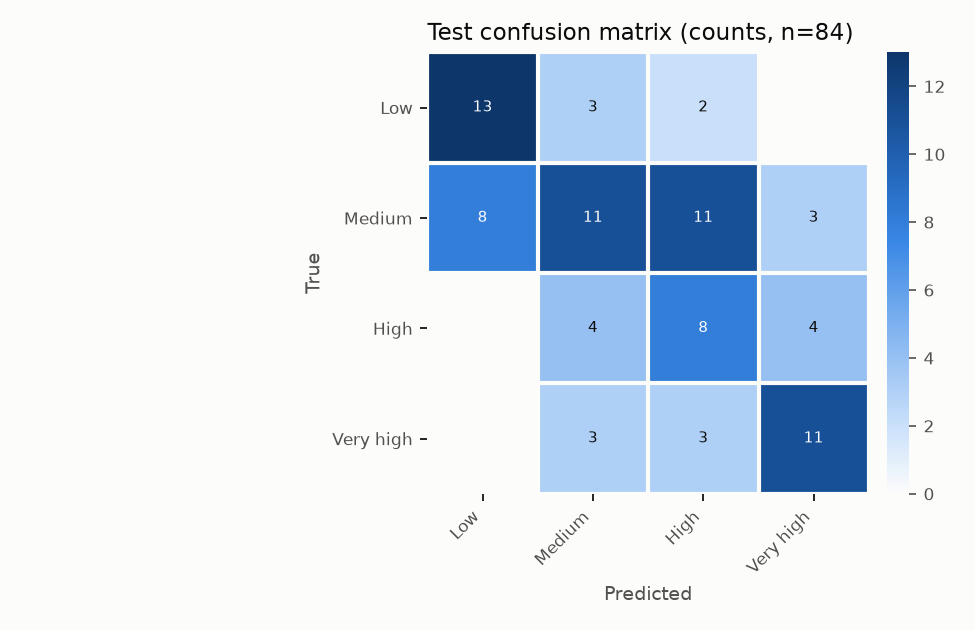 Test confusion matrix (counts, n=84)
Low 13 3 2
Medium 8 11 11 3
High 4 8 4
Very high 3 3 11
True
Low Medium High Very high
Predicted
12
10
8
6
4
2
0